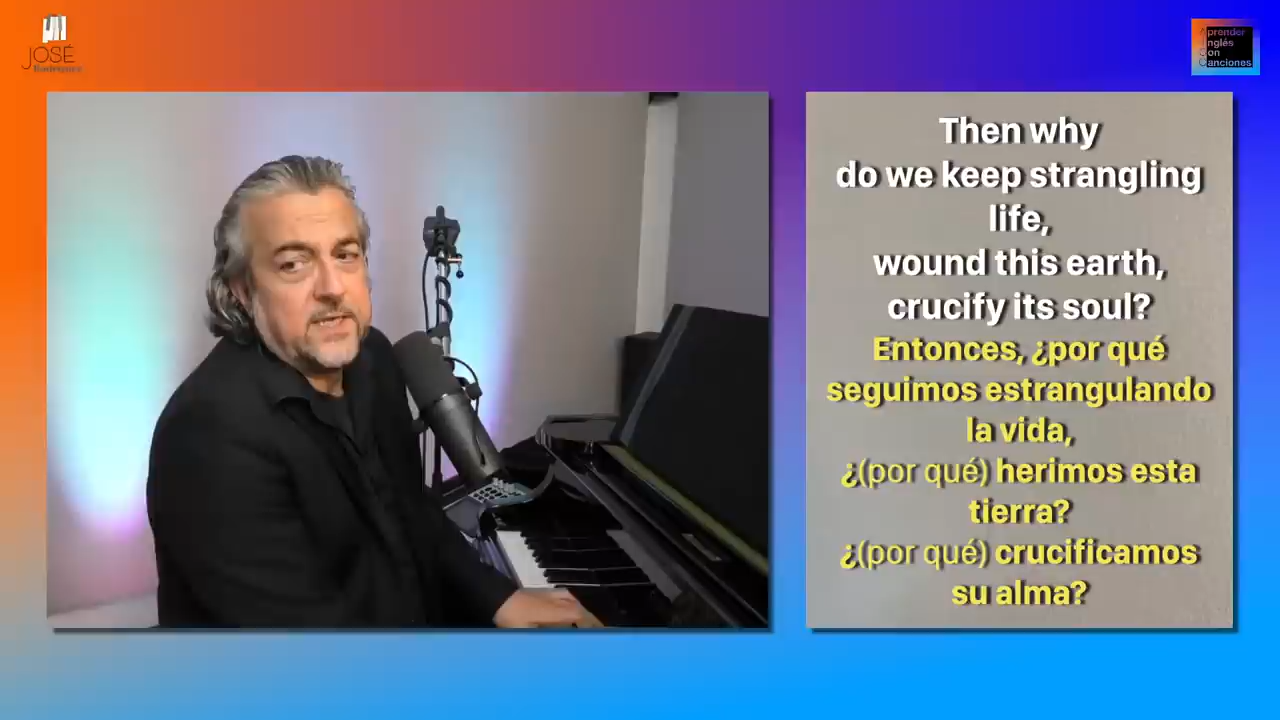 JOSÉ
Rodríguez
Aprender
Inglés
Con
Canciones
Then why
do we keep strangling
life,
wound this earth,
crucify its soul?
Entonces, ¿por qué
seguimos estrangulando
la vida,
¿(por qué) herimos esta
tierra?
¿(por qué) crucificamos
su alma?